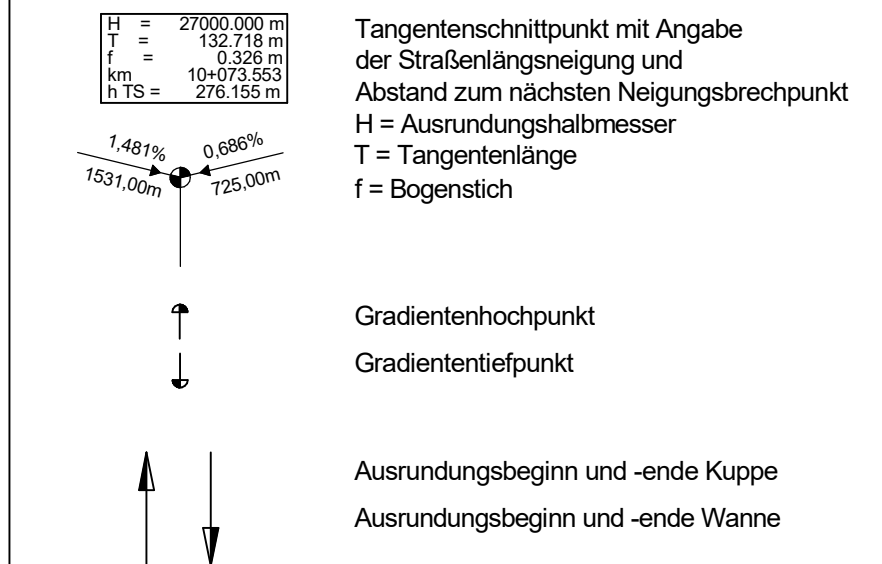 H = 27000.000 m
T = 132.718 m
f = 0.326 m
km 10+073.553
h TS = 276.155 m
Tangentenschnittpunkt mit Angabe
der Straßenlängsneigung und
Abstand zum nächsten Neigungsbrechpunkt
H = Ausrundungshalbmesser
T = Tangentenlänge
f = Bogenstich
1,481% 0,686%
1531,00m 725,00m
Gradientenhochpunkt
Gradiententiefpunkt
Ausrundungsbeginn und -ende Kuppe
Ausrundungsbeginn und -ende Wanne